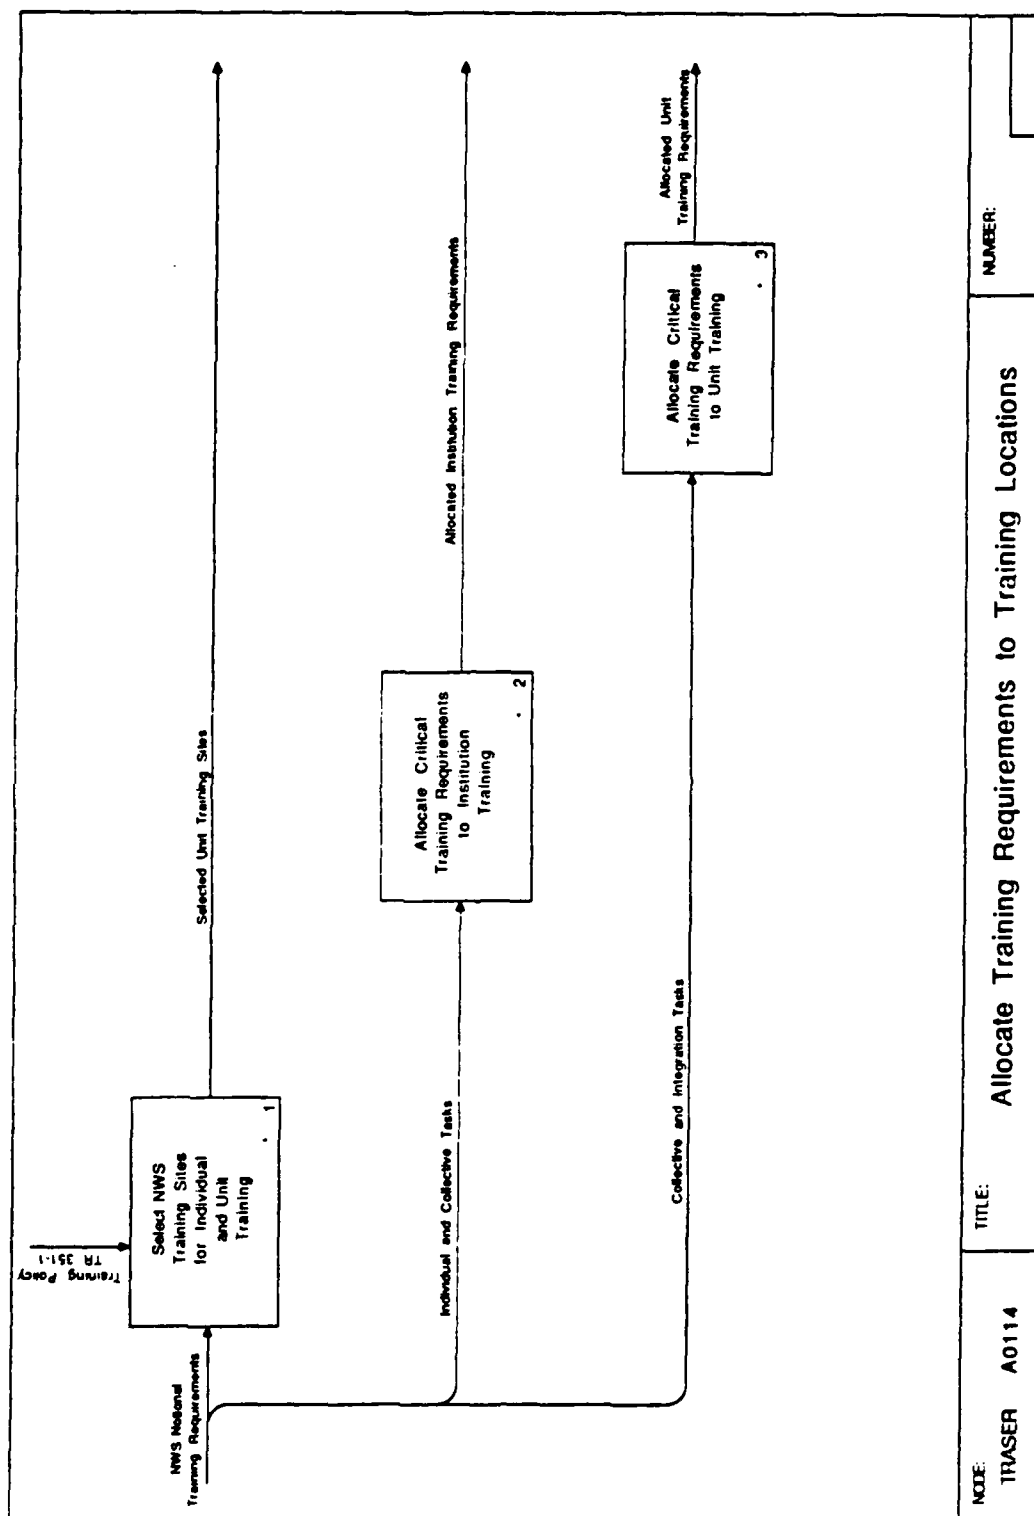 Training Policy
TR 351-1
NWS Notional
Training Requirements
Select NWS
Training Sites
for Individual
and Unit
Training
. 1
Selected Unit Training Sites
Individual and Collective Tasks
Allocate Critical
Training Requirements
to Institution
Training
. 2
Allocated Institution Training Requirements
Collective and Integration Tasks
Allocate Critical
Training Requirements
to Unit Training
. 3
Allocated Unit
Training Requirements
NODE:
TRASER A0114
TITLE:
Allocate Training Requirements to Training Locations
NUMBER: